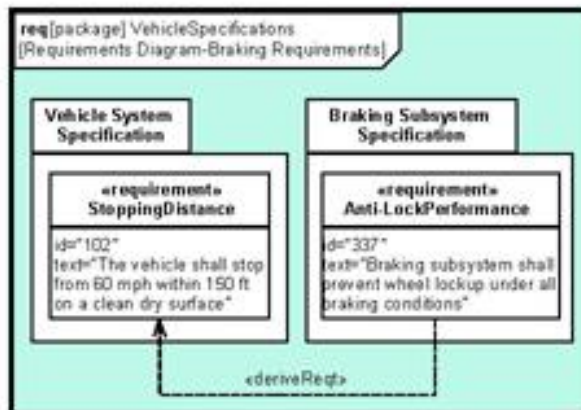 req[package] VehicleSpecifications
[Requirements Diagram-Braking Requirements]
Vehicle System
Specification
«requirement»
StoppingDistance
id="102"
text="The vehicle shall stop
from 60 mph within 150 ft
on a clean dry surface"
Braking Subsystem
Specification
«requirement»
Anti-LockPerformance
id="337"
text="Braking subsystem shall
prevent wheel lockup under all
braking conditions"
«deriveReqt»